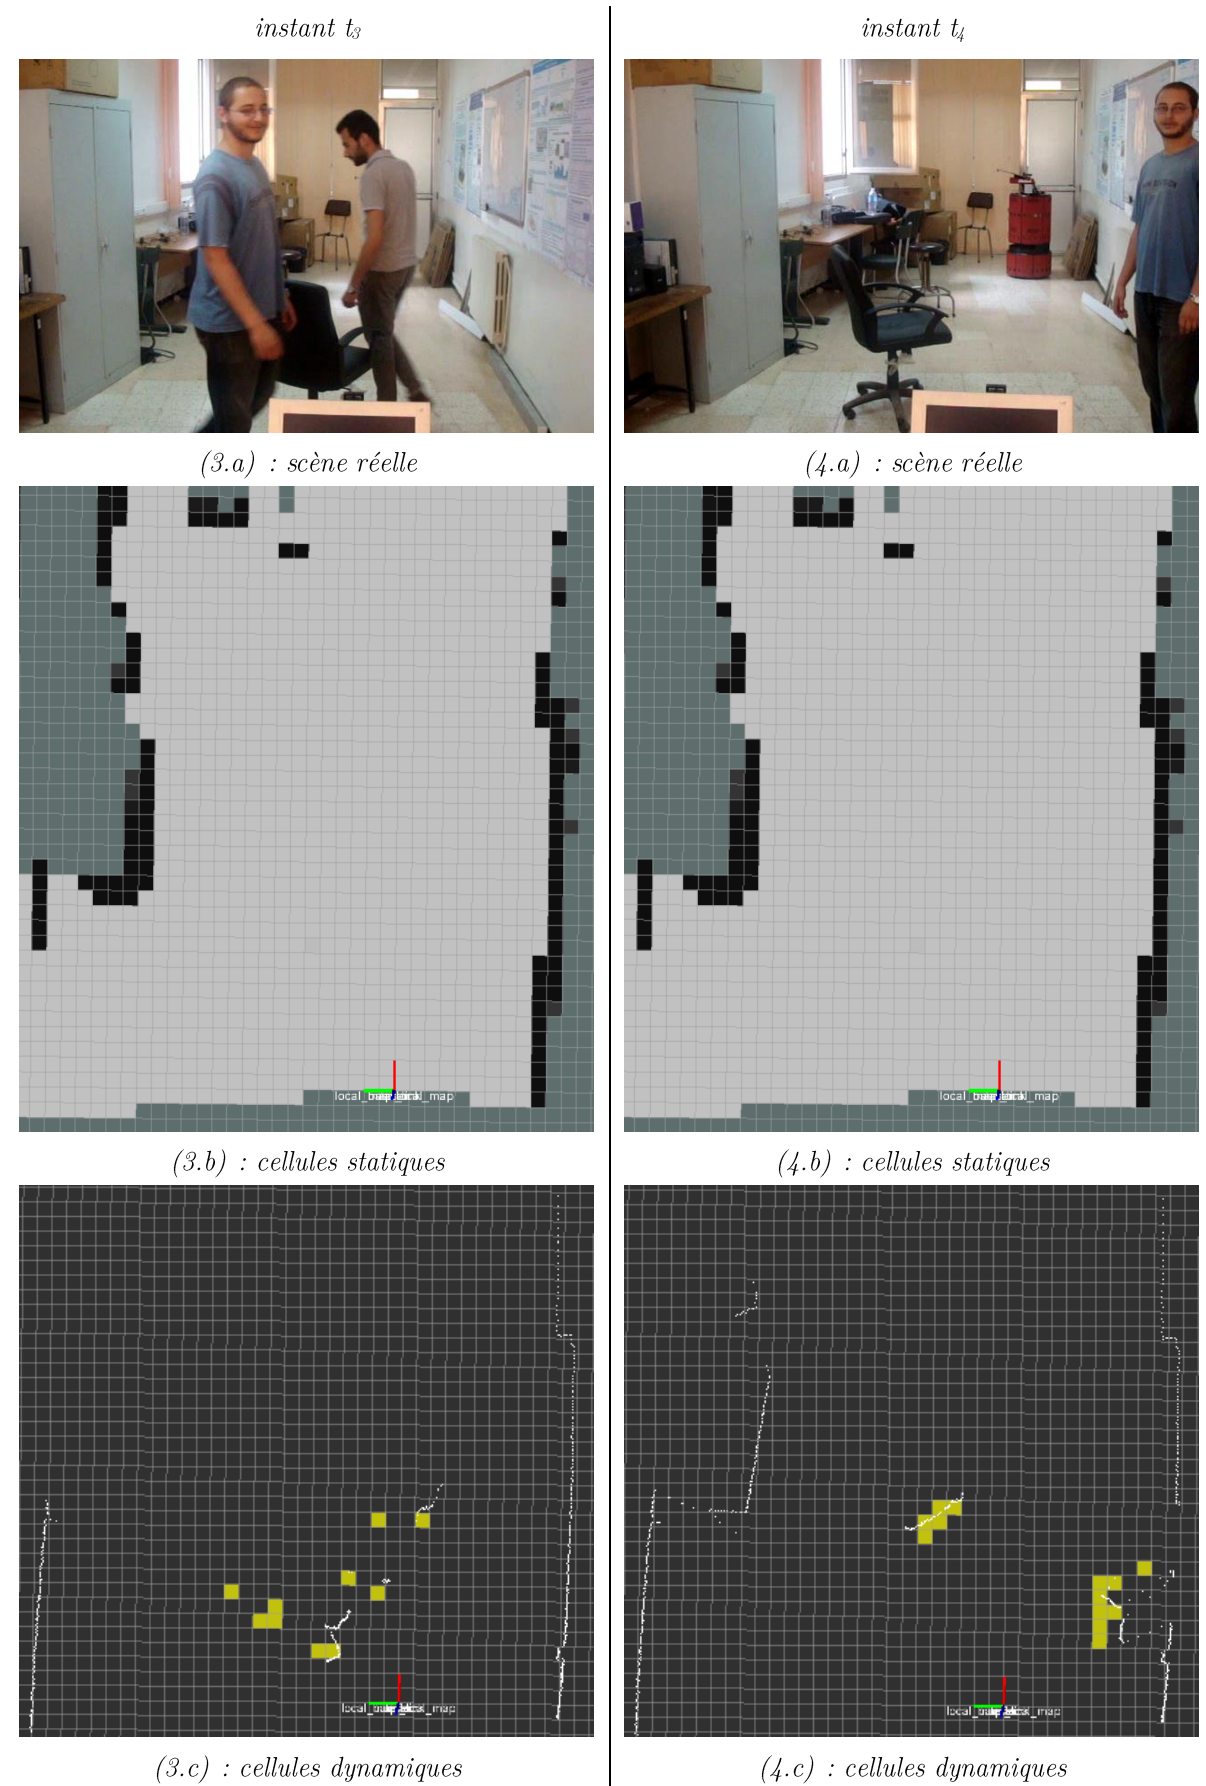 instant t₃
instant t₄
(3.a) : scène réelle
(4.a) : scène réelle
(3.b) : cellules statiques
(4.b) : cellules statiques
(3.c) : cellules dynamiques
(4.c) : cellules dynamiques